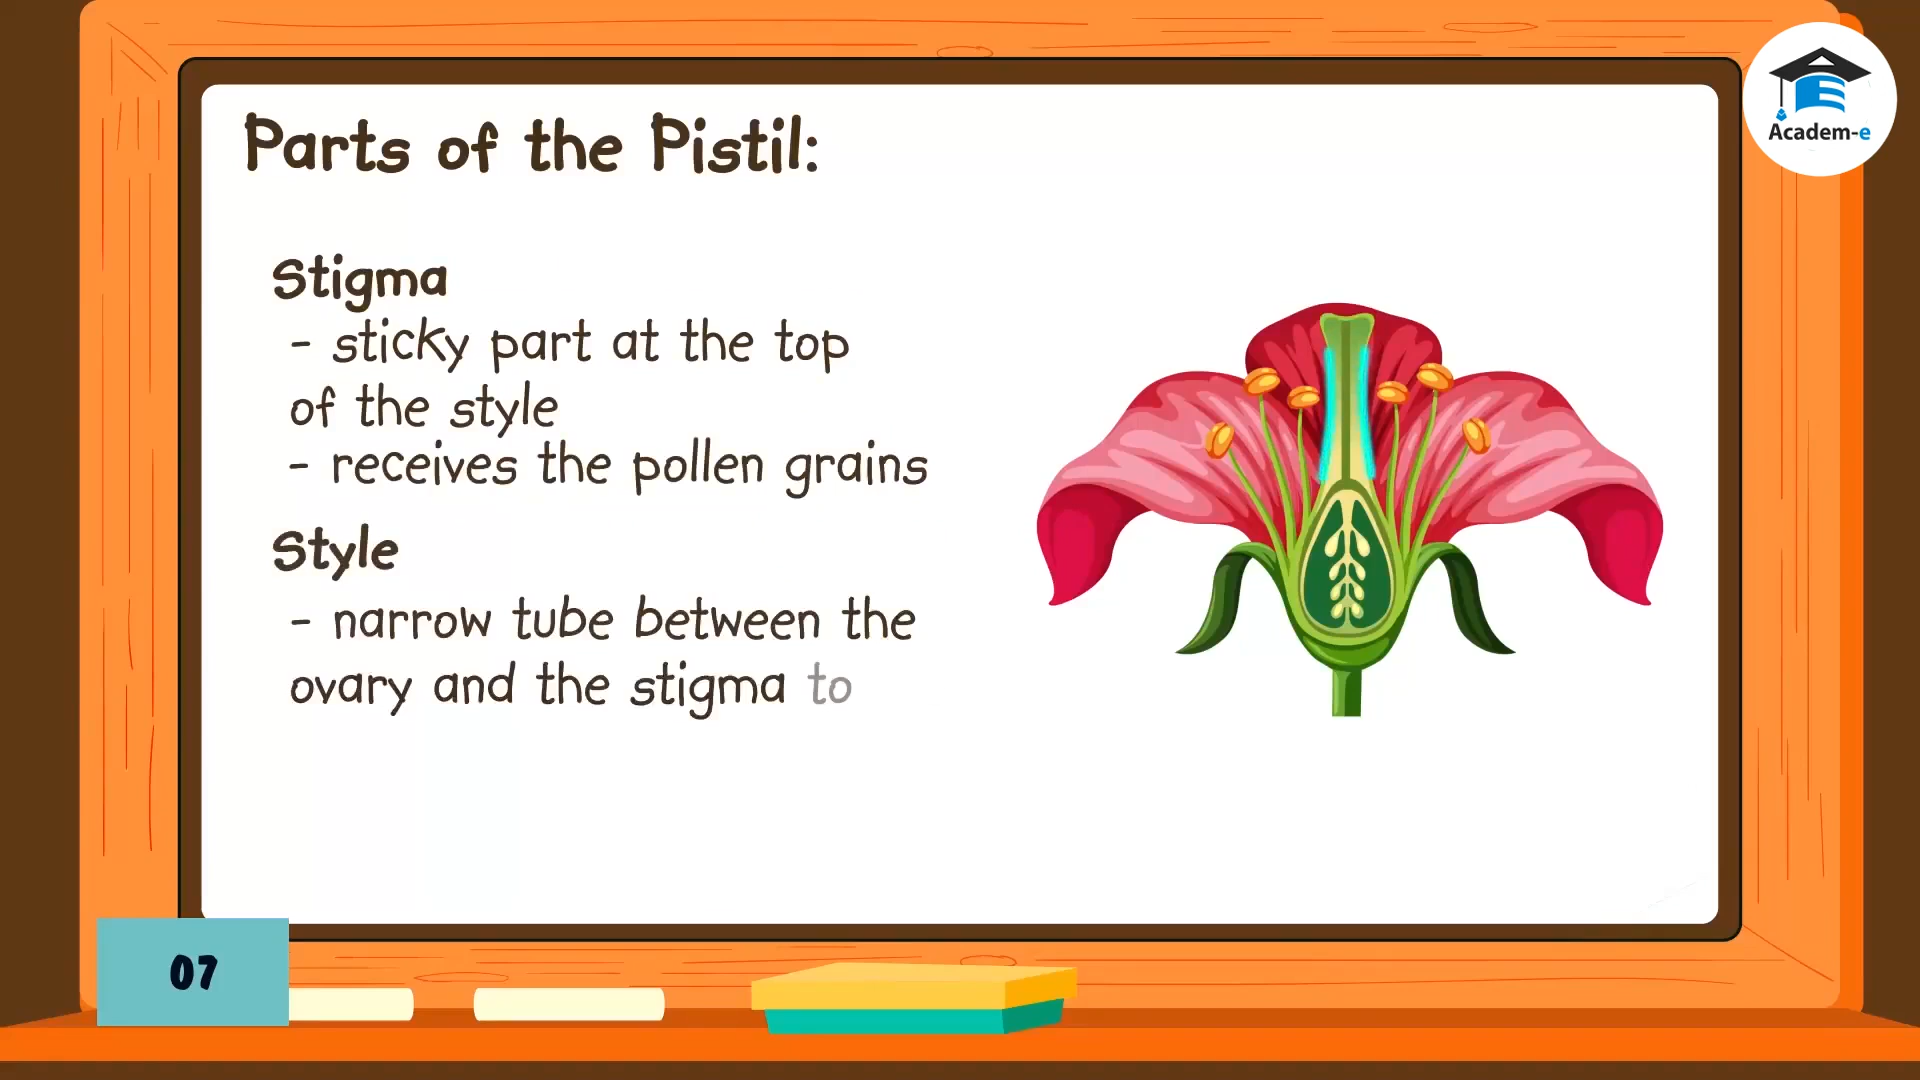 Academ-e
Parts of the Pistil:
Stigma
- sticky part at the top
of the style
- receives the pollen grains
Style
- narrow tube between the
ovary and the stigma to
07